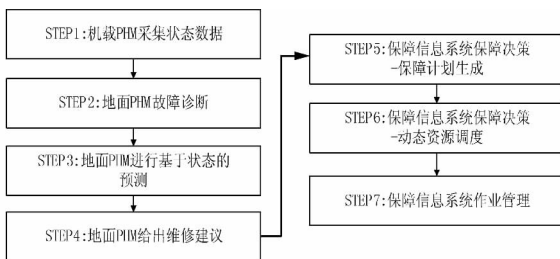 STEP1:机载PHM采集状态数据
STEP2:地面PHM故障诊断
STEP3:地面PHM进行基于状态的
预测
STEP4:地面PHM给出维修建议
STEP5:保障信息系统保障决策
-保障计划生成
STEP6:保障信息系统保障决策
-动态资源调度
STEP7:保障信息系统作业管理